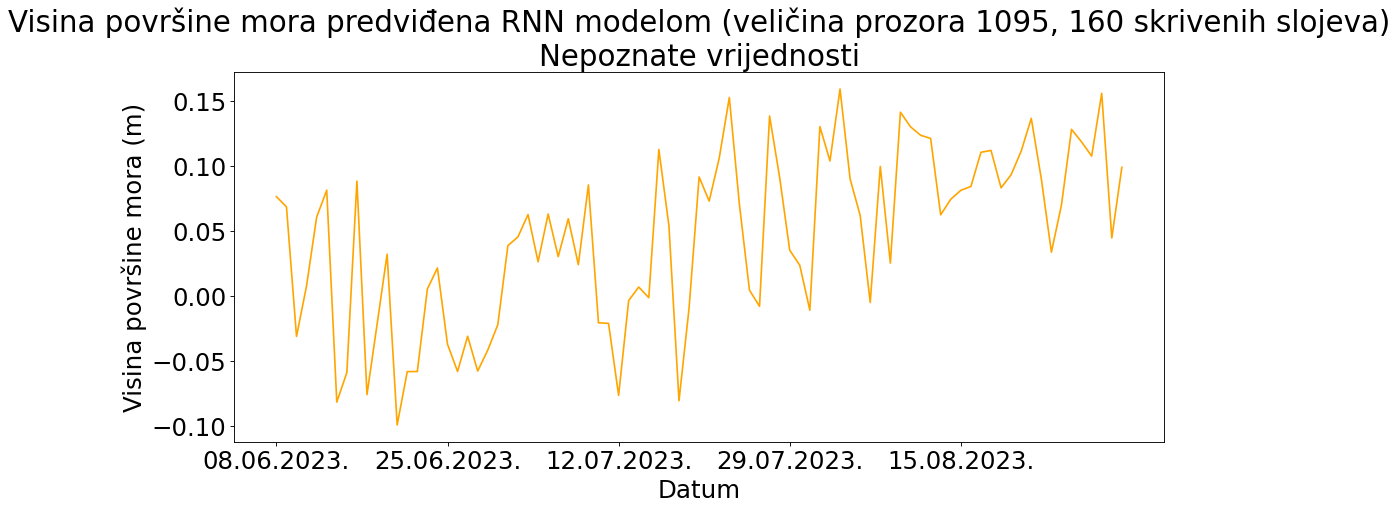 Visina površine mora predviđena RNN modelom (veličina prozora 1095, 160 skrivenih slojeva)
Nepoznate vrijednosti
Visina površine mora (m)
0.15
0.10
0.05
0.00
−0.05
−0.10
08.06.2023. 25.06.2023. 12.07.2023. 29.07.2023. 15.08.2023.
Datum